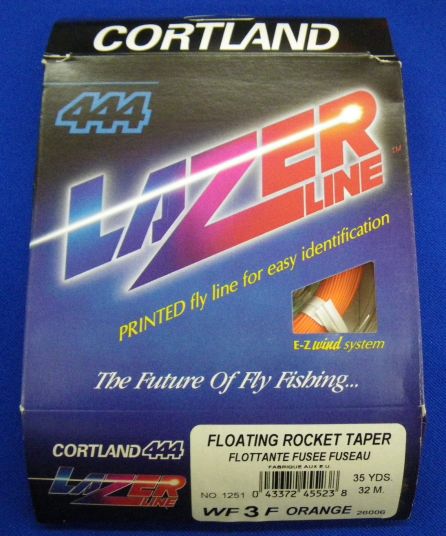 CORTLAND
444
LAZER
LINE
TM
PRINTED fly line for easy identification
E-Z wind system
The Future Of Fly Fishing...
CORTLAND 444
LAZER
LINE
FLOATING ROCKET TAPER
FLOTTANTE FUSEE FUSEAU
FABRIQUE AUX E.U.
35 YDS.
NO. 1251 0 43372 45523 8 32 M.
WF 3 F ORANGE 26006